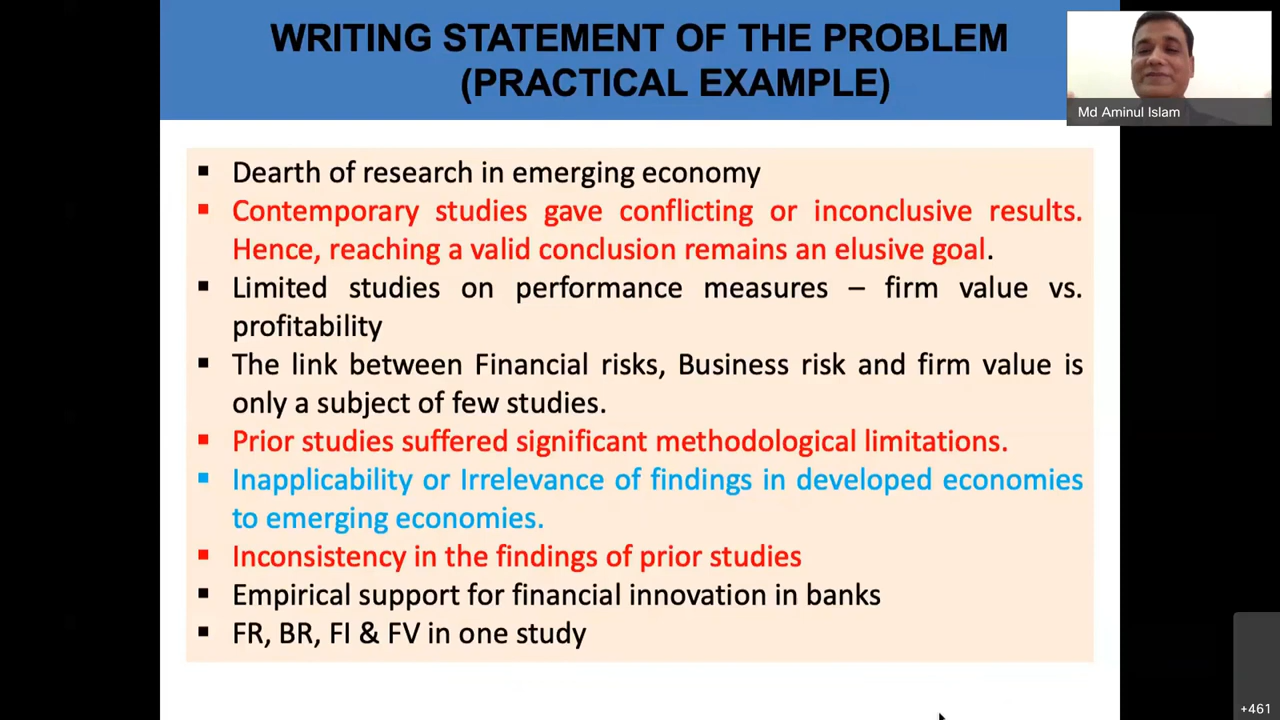 WRITING STATEMENT OF THE PROBLEM
(PRACTICAL EXAMPLE)
Md Aminul Islam
▪ Dearth of research in emerging economy
▪ Contemporary studies gave conflicting or inconclusive results.
Hence, reaching a valid conclusion remains an elusive goal.
▪ Limited studies on performance measures – firm value vs.
profitability
▪ The link between Financial risks, Business risk and firm value is
only a subject of few studies.
▪ Prior studies suffered significant methodological limitations.
▪ Inapplicability or Irrelevance of findings in developed economies
to emerging economies.
▪ Inconsistency in the findings of prior studies
▪ Empirical support for financial innovation in banks
▪ FR, BR, FI & FV in one study
+461